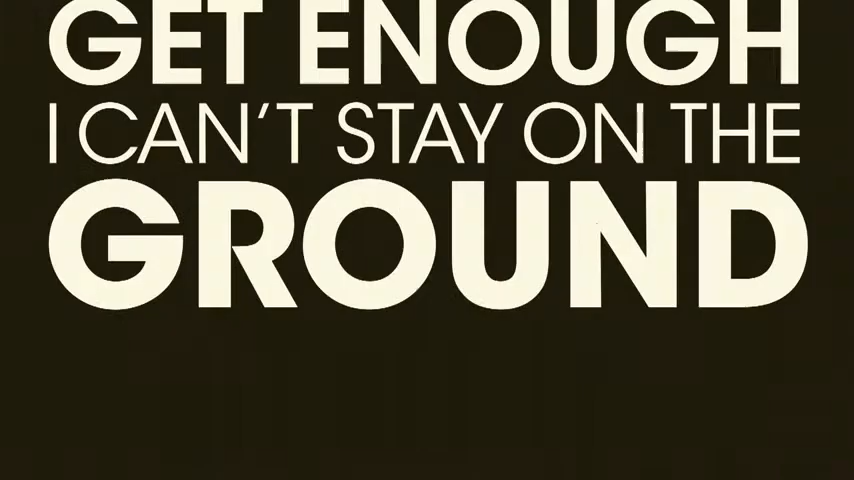 GET ENOUGH
I CAN’T STAY ON THE
GROUND